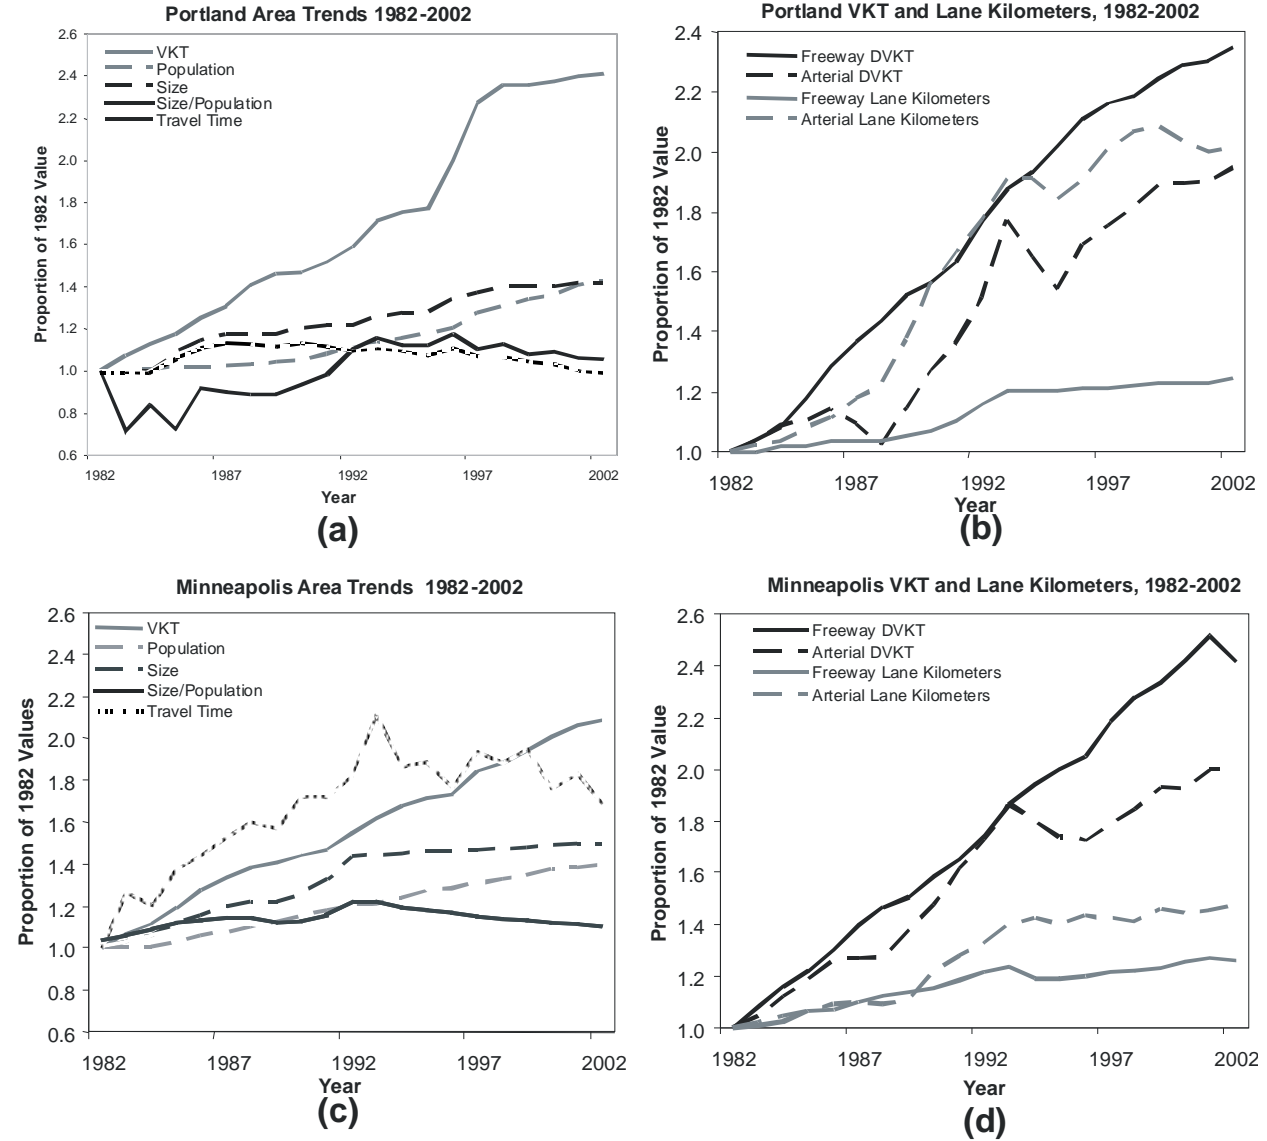 Portland Area Trends 1982-2002
2.6
2.4
2.2
2.0
1.8
1.6
1.4
1.2
1.0
0.8
0.6
Proportion of 1982 Value
VKT
Population
Size
Size/Population
Travel Time
1982 1987 1992 1997 2002
Year
(a)
Portland VKT and Lane Kilometers, 1982-2002
2.4
2.2
2.0
1.8
1.6
1.4
1.2
1.0
Proportion of 1982 Value
Freeway DVKT
Arterial DVKT
Freeway Lane Kilometers
Arterial Lane Kilometers
1982 1987 1992 1997 2002
Year
(b)
Minneapolis Area Trends 1982-2002
2.6
2.4
2.2
2.0
1.8
1.6
1.4
1.2
1.0
0.8
0.6
Proportion of 1982 Values
VKT
Population
Size
Size/Population
Travel Time
1982 1987 1992 1997 2002
Year
(c)
Minneapolis VKT and Lane Kilometers, 1982-2002
2.6
2.4
2.2
2.0
1.8
1.6
1.4
1.2
1.0
Proportion of 1982 Value
Freeway DVKT
Arterial DVKT
Freeway Lane Kilometers
Arterial Lane Kilometers
1982 1987 1992 1997 2002
Year
(d)